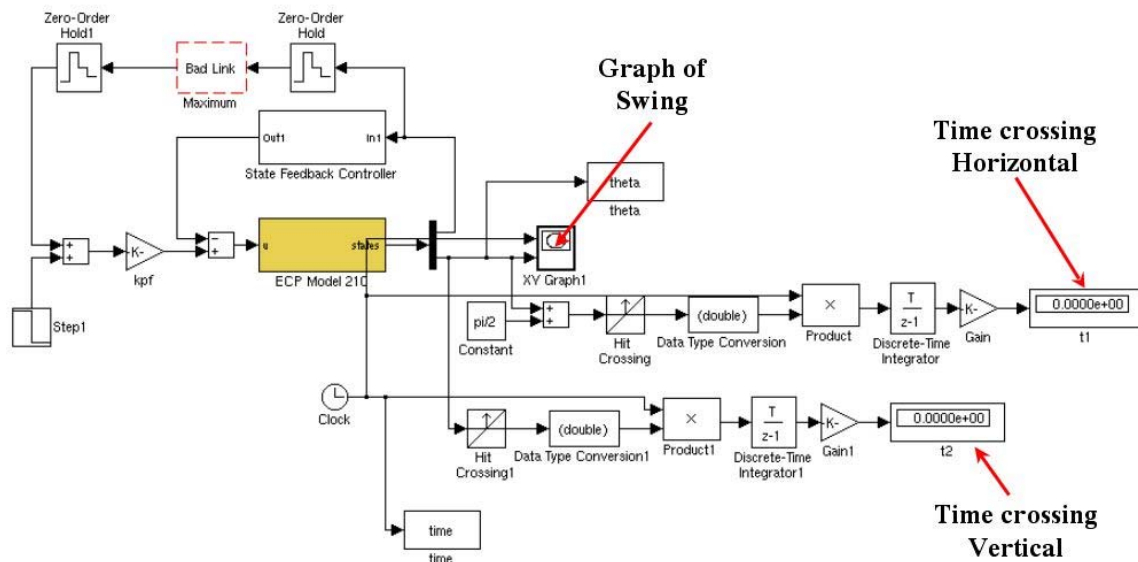 Zero-Order
Hold1
Zero-Order
Hold
Bad Link
Maximum
Graph of
Swing
Time crossing
Horizontal
Out1
In1
State Feedback Controller
theta
theta
+
+
-K-
kpf
−
+
u
states
ECP Model 210
XY Graph1
Step1
pi/2
Constant
+
+
Hit
Crossing
(double)
Data Type Conversion
×
Product
T
z-1
Discrete-Time
Integrator
-K-
Gain
0.0000e+00
t1
Clock
Hit
Crossing1
(double)
Data Type Conversion1
×
Product1
T
z-1
Discrete-Time
Integrator1
-K-
Gain1
0.0000e+00
t2
time
time
Time crossing
Vertical